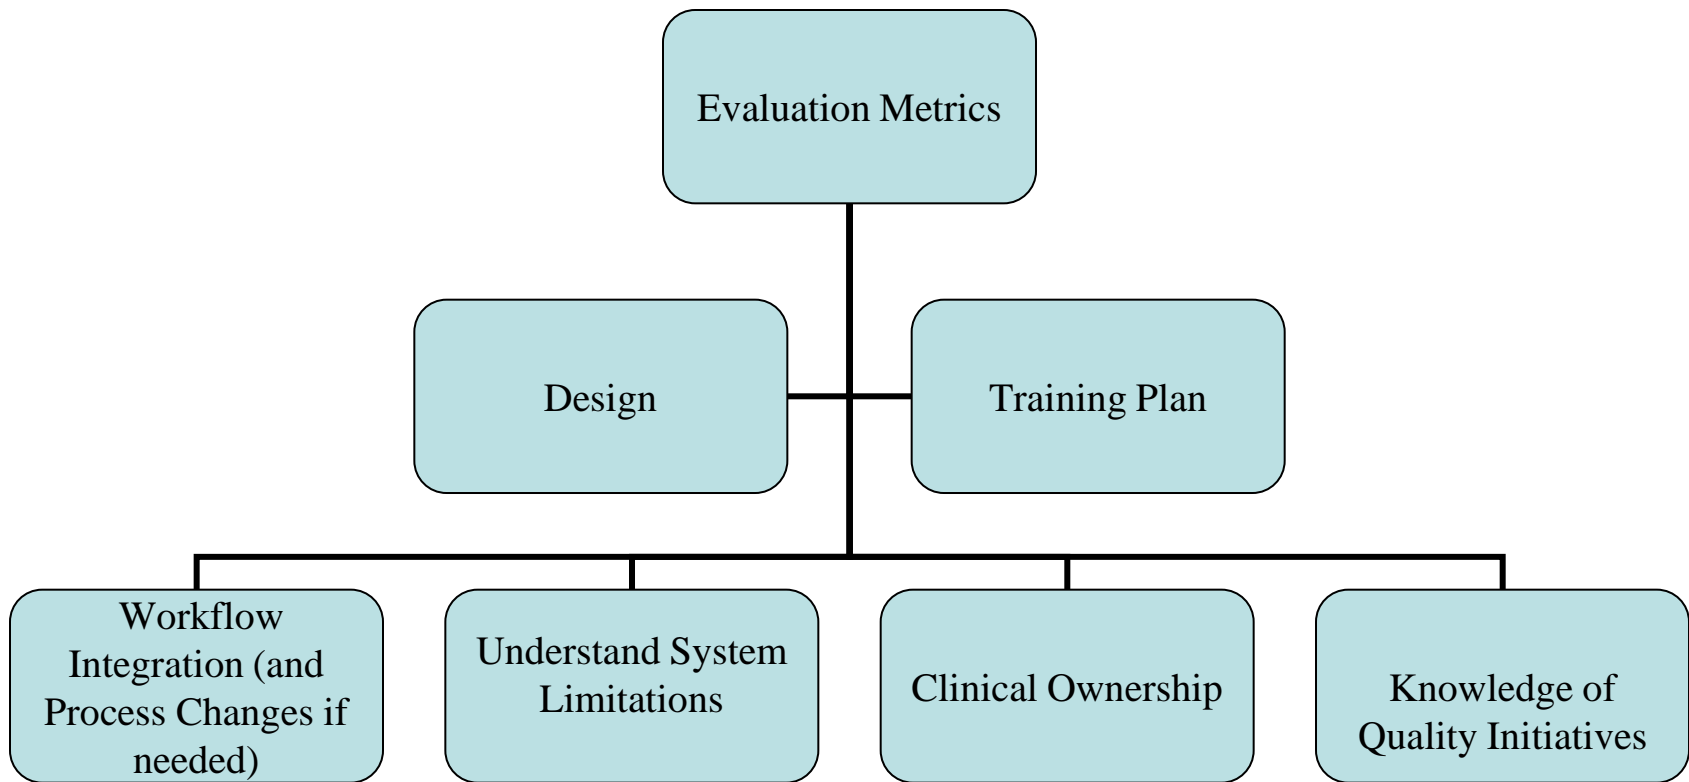 Evaluation Metrics
Design
Training Plan
Workflow
Integration (and
Process Changes if
needed)
Understand System
Limitations
Clinical Ownership
Knowledge of
Quality Initiatives